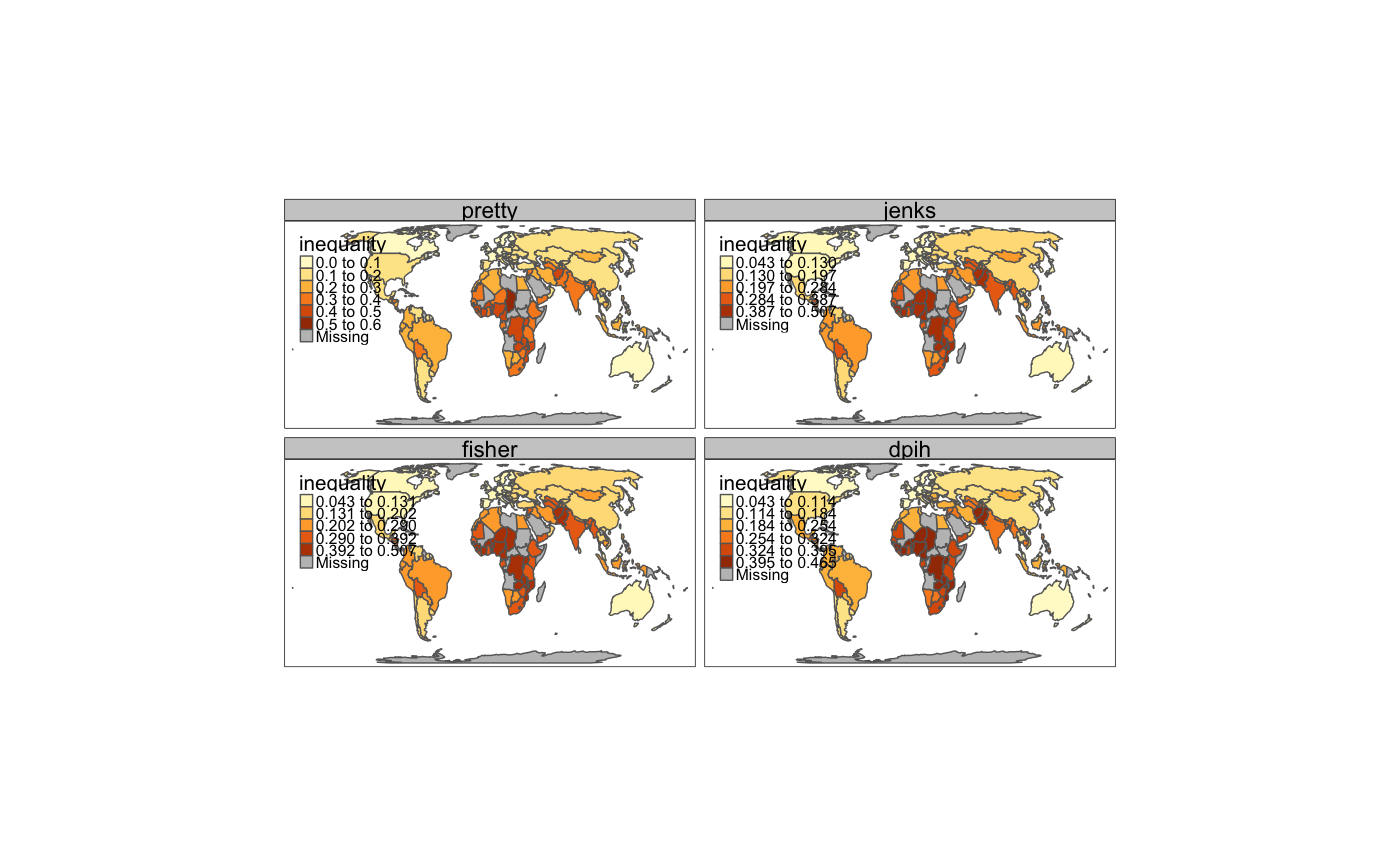 pretty
inequality
0.0 to 0.1
0.1 to 0.2
0.2 to 0.3
0.3 to 0.4
0.4 to 0.5
0.5 to 0.6
Missing
jenks
inequality
0.043 to 0.130
0.130 to 0.197
0.197 to 0.284
0.284 to 0.387
0.387 to 0.507
Missing
fisher
inequality
0.043 to 0.131
0.131 to 0.202
0.202 to 0.290
0.290 to 0.392
0.392 to 0.507
Missing
dpih
inequality
0.043 to 0.114
0.114 to 0.184
0.184 to 0.254
0.254 to 0.324
0.324 to 0.395
0.395 to 0.465
Missing